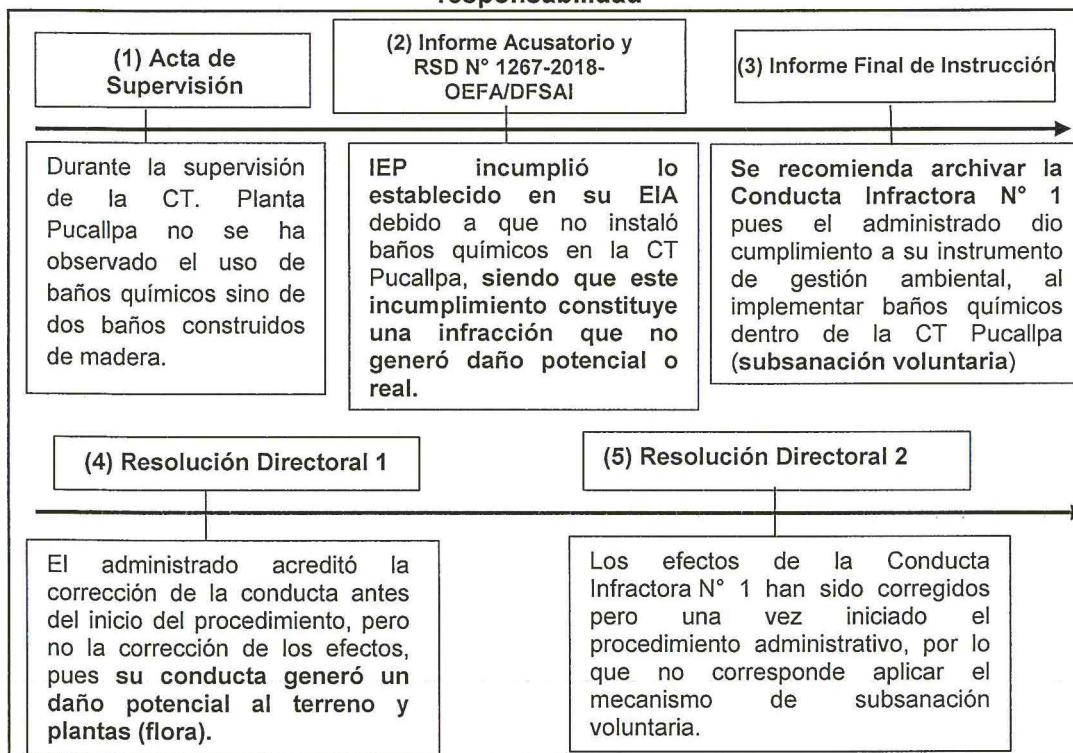 responsabilidad
(1) Acta de
Supervisión
(2) Informe Acusatorio y
RSD N° 1267-2018-
OEFA/DFSAI
(3) Informe Final de Instrucción
Durante la supervisión
de la CT. Planta
Pucallpa no se ha
observado el uso de
baños químicos sino de
dos baños construidos
de madera.
IEP incumplió lo
establecido en su EIA
debido a que no instaló
baños químicos en la CT
Pucallpa, siendo que este
incumplimiento constituye
una infracción que no
generó daño potencial o
real.
Se recomienda archivar la
Conducta Infractora N° 1
pues el administrado dio
cumplimiento a su instrumento
de gestión ambiental, al
implementar baños químicos
dentro de la CT Pucallpa
(subsanación voluntaria)
(4) Resolución Directoral 1
(5) Resolución Directoral 2
El administrado acreditó la
corrección de la conducta antes
del inicio del procedimiento, pero
no la corrección de los efectos,
pues su conducta generó un
daño potencial al terreno y
plantas (flora).
Los efectos de la Conducta
Infractora N° 1 han sido corregidos
pero una vez iniciado el
procedimiento administrativo, por lo
que no corresponde aplicar el
mecanismo de subsanación
voluntaria.